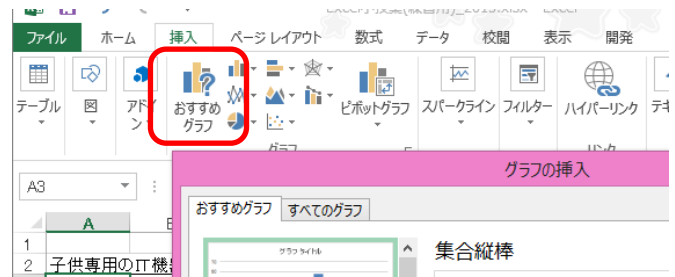 ファイル ホーム 挿入 ページ レイアウト 数式 データ 校閲 表示 開発
テーブル 図 アドイン おすすめグラフ ピボットグラフ スパークライン フィルター ハイパーリンク テキ
グラフ リンク
グラフの挿入
A3
おすすめグラフ すべてのグラフ
A
グラフ タイトル
集合縦棒
1
2 子供専用のIT機